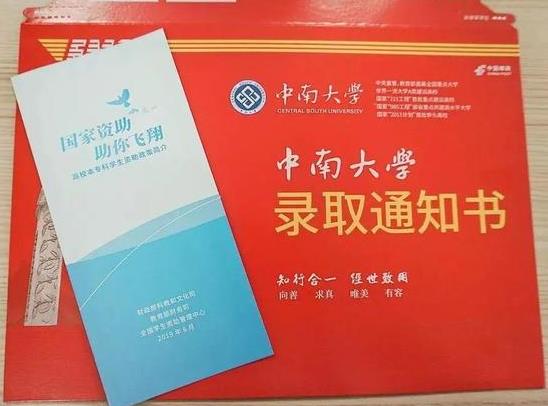 国家资助
助你飞翔
高校本专科学生资助政策简介
财政部科教和文化司
教育部财务司
全国学生资助管理中心
2019年6月
中国邮政
CHINA POST
中南大学
CENTRAL SOUTH UNIVERSITY
中央直管、教育部直属全国重点大学
世界一流大学A类建设高校
国家"211工程"首批重点建设高校
国家"985工程"部省重点共建高水平大学
国家"2011计划"首批牵头高校
中南大学
录取通知书
知行合一 经世致用
向善 求真 唯美 有容